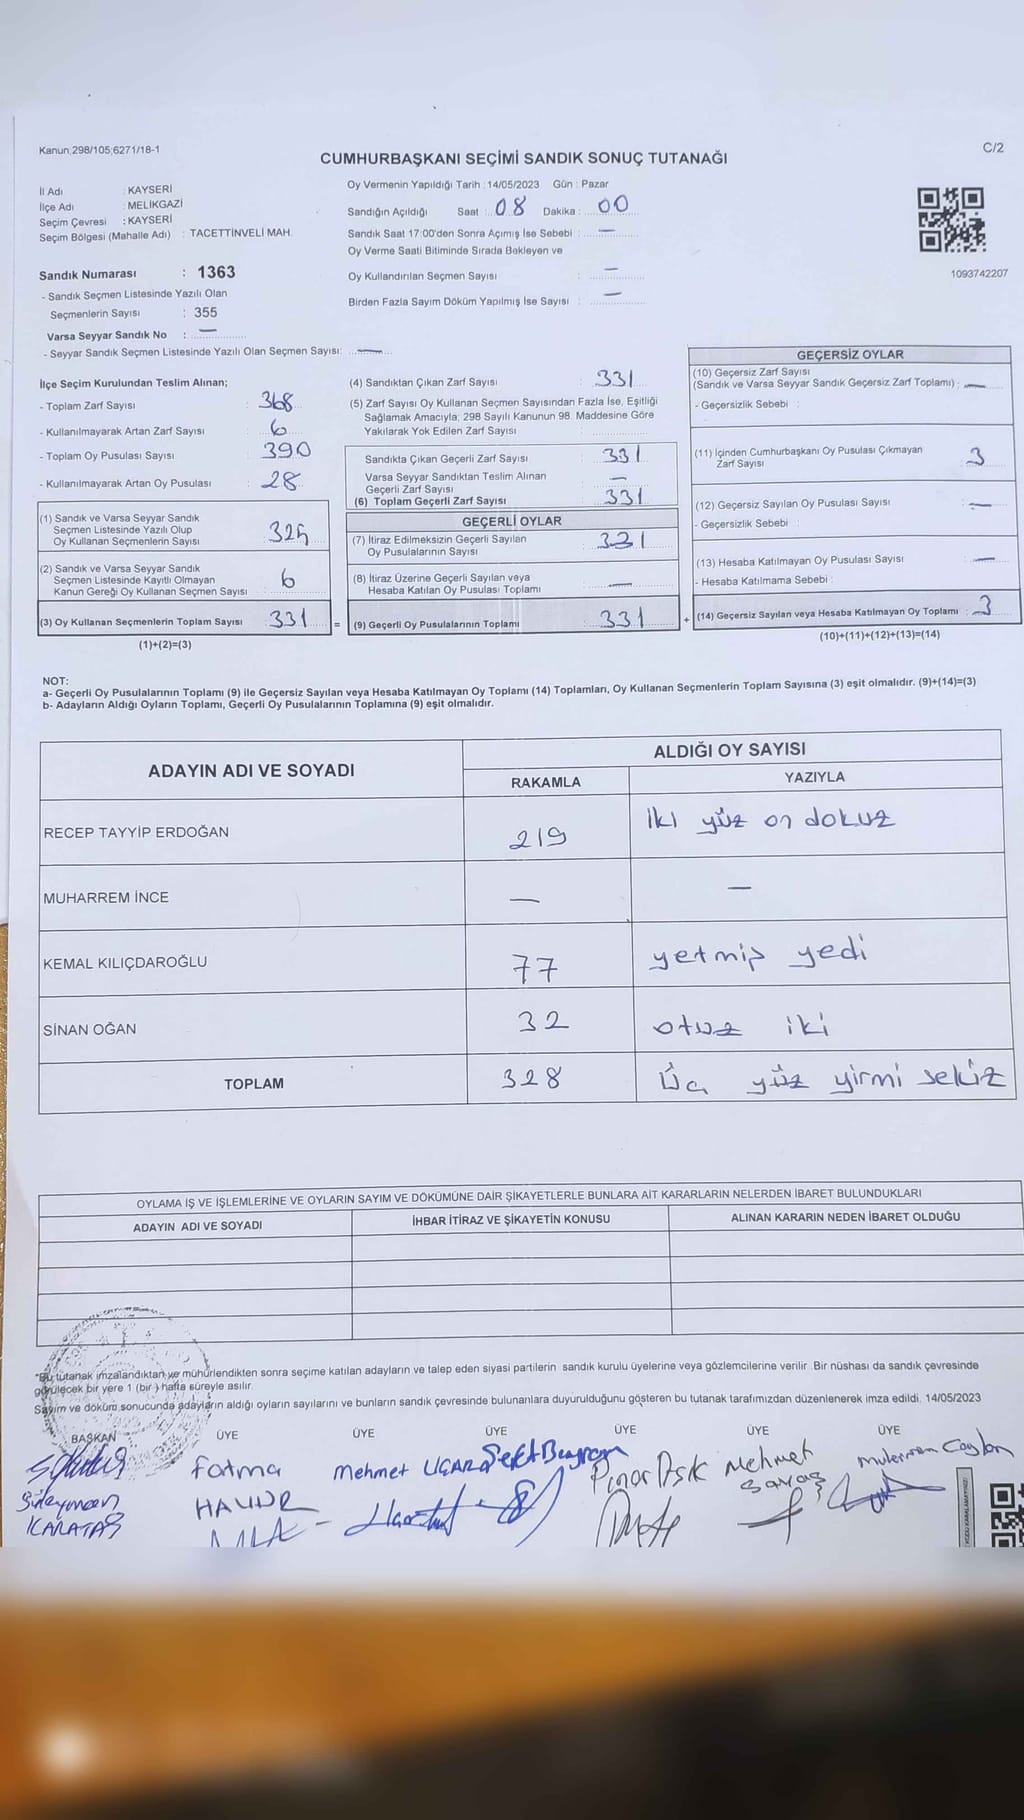 Kanun;298/105;6271/18-1
C/2
CUMHURBAŞKANI SEÇİMİ SANDIK SONUÇ TUTANAĞI
İl Adı : KAYSERİ
İlçe Adı : MELİKGAZİ
Seçim Çevresi : KAYSERİ
Seçim Bölgesi (Mahalle Adı) : TACETTİNVELİ MAH.
Sandık Numarası : 1363
- Sandık Seçmen Listesinde Yazılı Olan
Seçmenlerin Sayısı : 355
Varsa Seyyar Sandık No : —
- Seyyar Sandık Seçmen Listesinde Yazılı Olan Seçmen Sayısı: —
Oy Vermenin Yapıldığı Tarih : 14/05/2023 Gün : Pazar
Sandığın Açıldığı Saat : 08 Dakika : 00
Sandık Saat 17:00'den Sonra Açımış İse Sebebi : —
Oy Verme Saati Bitiminde Sırada Bekleyen ve
Oy Kullandırılan Seçmen Sayısı : —
Birden Fazla Sayım Döküm Yapılmış İse Sayısı : —
1093742207
İlçe Seçim Kurulundan Teslim Alınan;
- Toplam Zarf Sayısı : 368
- Kullanılmayarak Artan Zarf Sayısı : 6
- Toplam Oy Pusulası Sayısı : 390
- Kullanılmayarak Artan Oy Pusulası : 28
(1) Sandık ve Varsa Seyyar Sandık
Seçmen Listesinde Yazılı Olup
Oy Kullanan Seçmenlerin Sayısı 325
(2) Sandık ve Varsa Seyyar Sandık
Seçmen Listesinde Kayıtlı Olmayan
Kanun Gereği Oy Kullanan Seçmen Sayısı 6
(3) Oy Kullanan Seçmenlerin Toplam Sayısı 331 =
(1)+(2)=(3)
(4) Sandıktan Çıkan Zarf Sayısı : 331
(5) Zarf Sayısı Oy Kullanan Seçmen Sayısından Fazla İse, Eşitliği
Sağlamak Amacıyla; 298 Sayılı Kanunun 98. Maddesine Göre
Yakılarak Yok Edilen Zarf Sayısı :
Sandıkta Çıkan Geçerli Zarf Sayısı : 331
Varsa Seyyar Sandıktan Teslim Alınan
Geçerli Zarf Sayısı : —
(6) Toplam Geçerli Zarf Sayısı : 331
GEÇERLİ OYLAR
(7) İtiraz Edilmeksizin Geçerli Sayılan
Oy Pusulalarının Sayısı : 331
(8) İtiraz Üzerine Geçerli Sayılan veya
Hesaba Katılan Oy Pusulası Toplamı : —
(9) Geçerli Oy Pusulalarının Toplamı 331 +
GEÇERSİZ OYLAR
(10) Geçersiz Zarf Sayısı
(Sandık ve Varsa Seyyar Sandık Geçersiz Zarf Toplamı) : —
- Geçersizlik Sebebi :
(11) İçinden Cumhurbaşkanı Oy Pusulası Çıkmayan
Zarf Sayısı 3
(12) Geçersiz Sayılan Oy Pusulası Sayısı : —
- Geçersizlik Sebebi :
(13) Hesaba Katılmayan Oy Pusulası Sayısı —
- Hesaba Katılmama Sebebi :
(14) Geçersiz Sayılan veya Hesaba Katılmayan Oy Toplamı : 3
(10)+(11)+(12)+(13)=(14)
NOT:
a- Geçerli Oy Pusulalarının Toplamı (9) ile Geçersiz Sayılan veya Hesaba Katılmayan Oy Toplamı (14) Toplamları, Oy Kullanan Seçmenlerin Toplam Sayısına (3) eşit olmalıdır. (9)+(14)=(3)
b- Adayların Aldığı Oyların Toplamı, Geçerli Oy Pusulalarının Toplamına (9) eşit olmalıdır.
ADAYIN ADI VE SOYADI
ALDIĞI OY SAYISI
RAKAMLA YAZIYLA
RECEP TAYYİP ERDOĞAN 219 iki yüz on dokuz
MUHARREM İNCE — —
KEMAL KILIÇDAROĞLU 77 yetmiş yedi
SİNAN OĞAN 32 otuz iki
TOPLAM 328 Üç yüz yirmi sekiz
OYLAMA İŞ VE İŞLEMLERİNE VE OYLARIN SAYIM VE DÖKÜMÜNE DAİR ŞİKAYETLERLE BUNLARA AİT KARARLARIN NELERDEN İBARET BULUNDUKLARI
ADAYIN ADI VE SOYADI İHBAR İTİRAZ VE ŞİKAYETİN KONUSU ALINAN KARARIN NEDEN İBARET OLDUĞU
*Bu tutanak imzalandıktan ve mühürlendikten sonra seçime katılan adayların ve talep eden siyasi partilerin sandık kurulu üyelerine veya gözlemcilerine verilir. Bir nüshası da sandık çevresinde
görülecek bir yere 1 (bir) hafta süreyle asılır.
Sayım ve döküm sonucunda adayların aldığı oyların sayılarını ve bunların sandık çevresinde bulunanlara duyurulduğunu gösteren bu tutanak tarafımızdan düzenlenerek imza edildi. 14/05/2023
BAŞKAN ÜYE ÜYE ÜYE ÜYE ÜYE ÜYE
Süleyman
KARATAŞ
Fatma
Mehmet UÇAR
Sefet Bayram
Pınar Aşk
Mehmet
Savaş